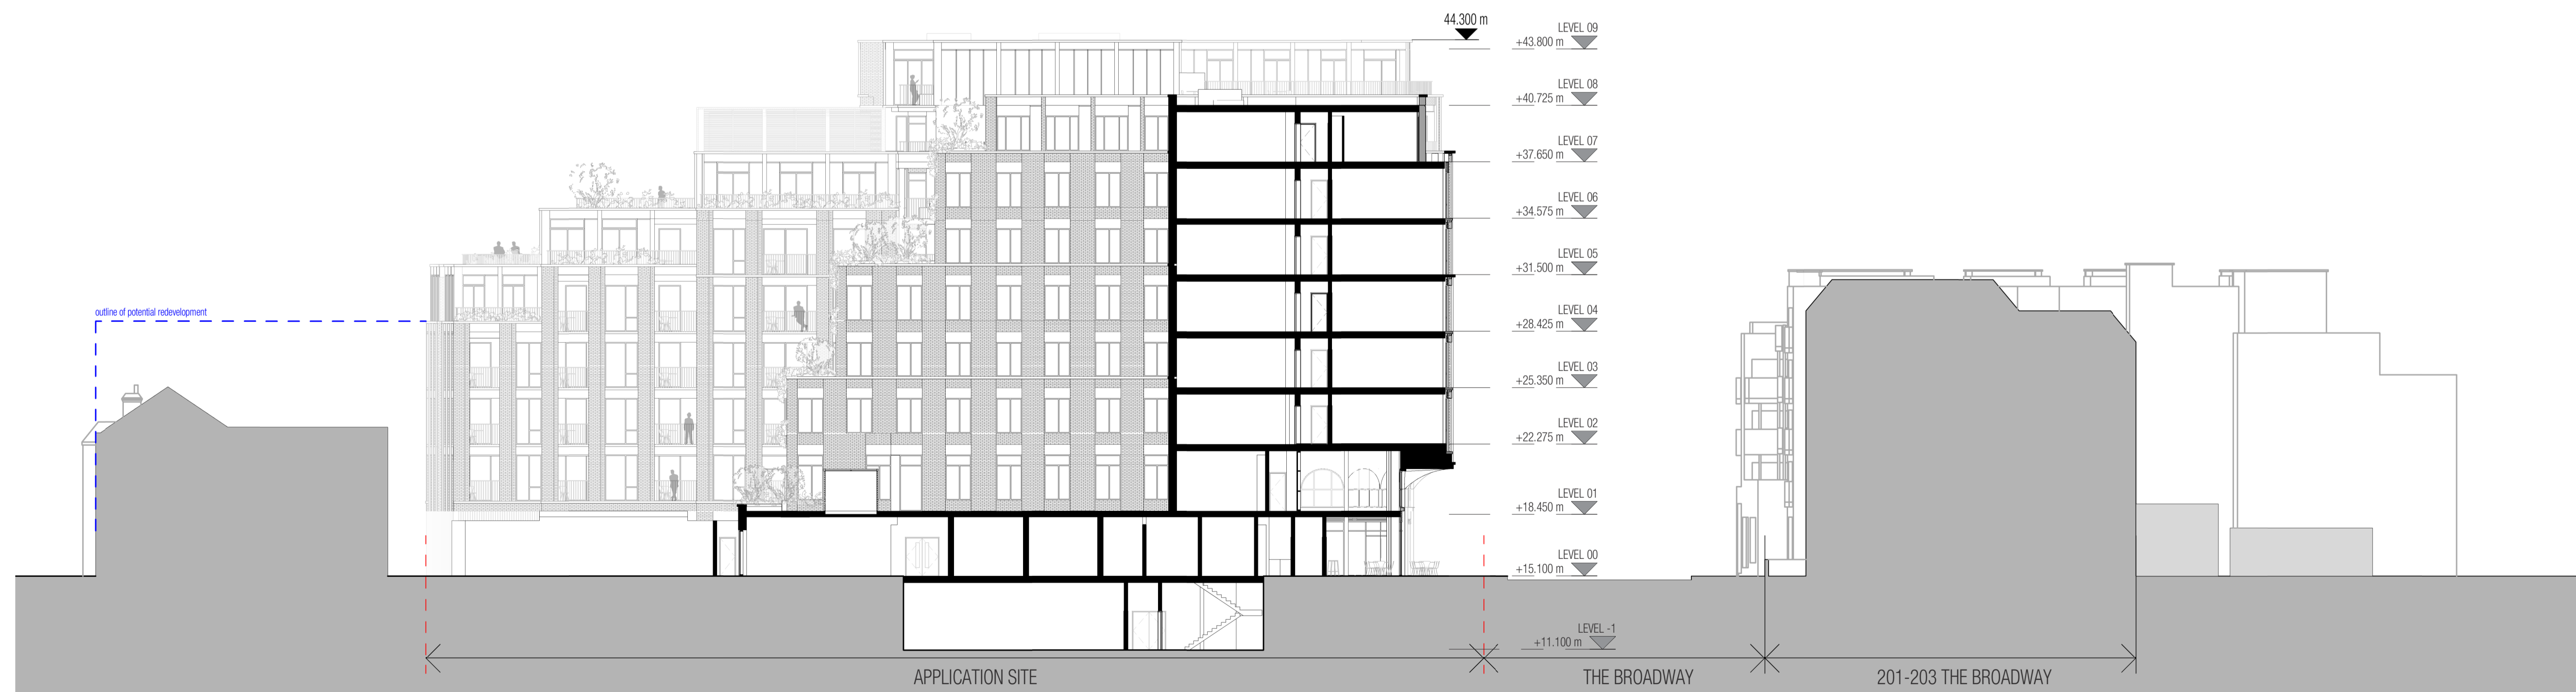 44.300 m
LEVEL 09
+43.800 m
LEVEL 08
+40.725 m
LEVEL 07
+37.650 m
LEVEL 06
+34.575 m
LEVEL 05
+31.500 m
outline of potential redevelopment
LEVEL 04
+28.425 m
LEVEL 03
+25.350 m
LEVEL 02
+22.275 m
LEVEL 01
+18.450 m
LEVEL 00
+15.100 m
LEVEL -1
+11.100 m
APPLICATION SITE
THE BROADWAY
201-203 THE BROADWAY